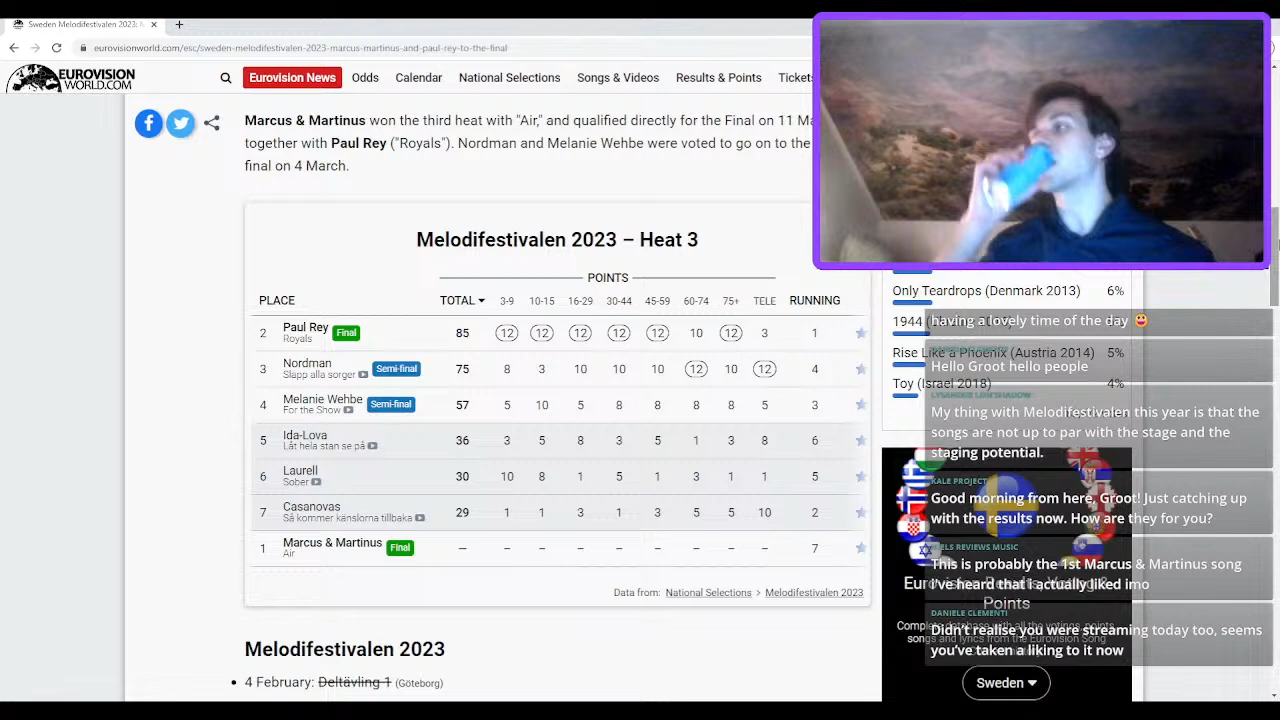 Sweden Melodifestivalen 2023:
eurovisionworld.com/esc/sweden-melodifestivalen-2023-marcus-martinus-and-paul-rey-to-the-final
EUROVISION
WORLD.COM
Eurovision News Odds Calendar National Selections Songs & Videos Results & Points Tickets
Marcus & Martinus won the third heat with "Air," and qualified directly for the Final on 11
together with Paul Rey ("Royals"). Nordman and Melanie Wehbe were voted to go on to the
final on 4 March.
Melodifestivalen 2023 – Heat 3
POINTS
PLACE TOTAL 3-9 10-15 16-29 30-44 45-59 60-74 75+ TELE RUNNING
2 Paul Rey Final 85 12 12 12 12 12 10 12 3 1
Royals
3 Nordman Semi-final 75 8 3 10 10 10 12 10 12 4
Släpp alla sorger
4 Melanie Wehbe Semi-final 57 5 10 5 8 8 8 8 5 3
For the Show
5 Ida-Lova 36 3 5 8 3 5 1 3 8 6
Låt hela stan se på
6 Laurell 30 10 8 1 5 1 3 1 1 5
Sober
7 Casanovas 29 1 1 3 1 3 5 5 10 2
Så kommer känslorna tillbaka
1 Marcus & Martinus Final – – – – – – – – – 7
Air
Data from: National Selections > Melodifestivalen 2023
Melodifestivalen 2023
• 4 February: Deltävling 1 (Göteborg)
Only Teardrops (Denmark 2013) 6%
1944
Rise Like a Phoenix (Austria 2014) 5%
Toy (Israel 2018) 4%
having a lovely time of the day 😃
Hello Groot hello people
My thing with Melodifestivalen this year is that the
songs are not up to par with the stage and the
staging potential.
KALE PROJECT
Good morning from here, Groot! Just catching up
with the results now. How are they for you?
REVIEWS MUSIC
This is probably the 1st Marcus & Martinus song
I've heard that I actually liked imo
DANIELE CLEMENTI
Didn't realise you were streaming today too, seems
you've taken a liking to it now
Points
Sweden